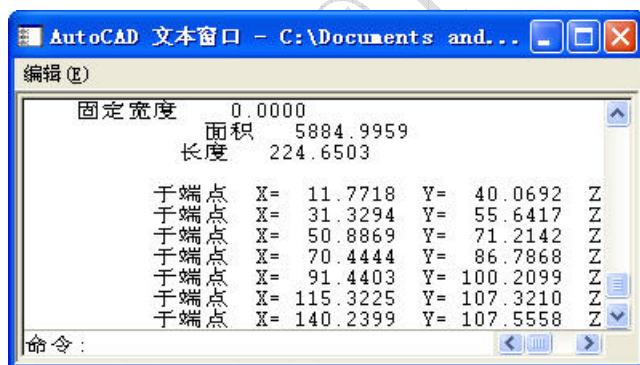 AutoCAD 文本窗口 - C:\Documents and...
编辑(E)
固定宽度 0.0000
面积 5884.9959
长度 224.6503
于端点 X= 11.7718 Y= 40.0692 Z
于端点 X= 31.3294 Y= 55.6417 Z
于端点 X= 50.8869 Y= 71.2142 Z
于端点 X= 70.4444 Y= 86.7868 Z
于端点 X= 91.4403 Y= 100.2099 Z
于端点 X= 115.3225 Y= 107.3210 Z
于端点 X= 140.2399 Y= 107.5558 Z
命令: